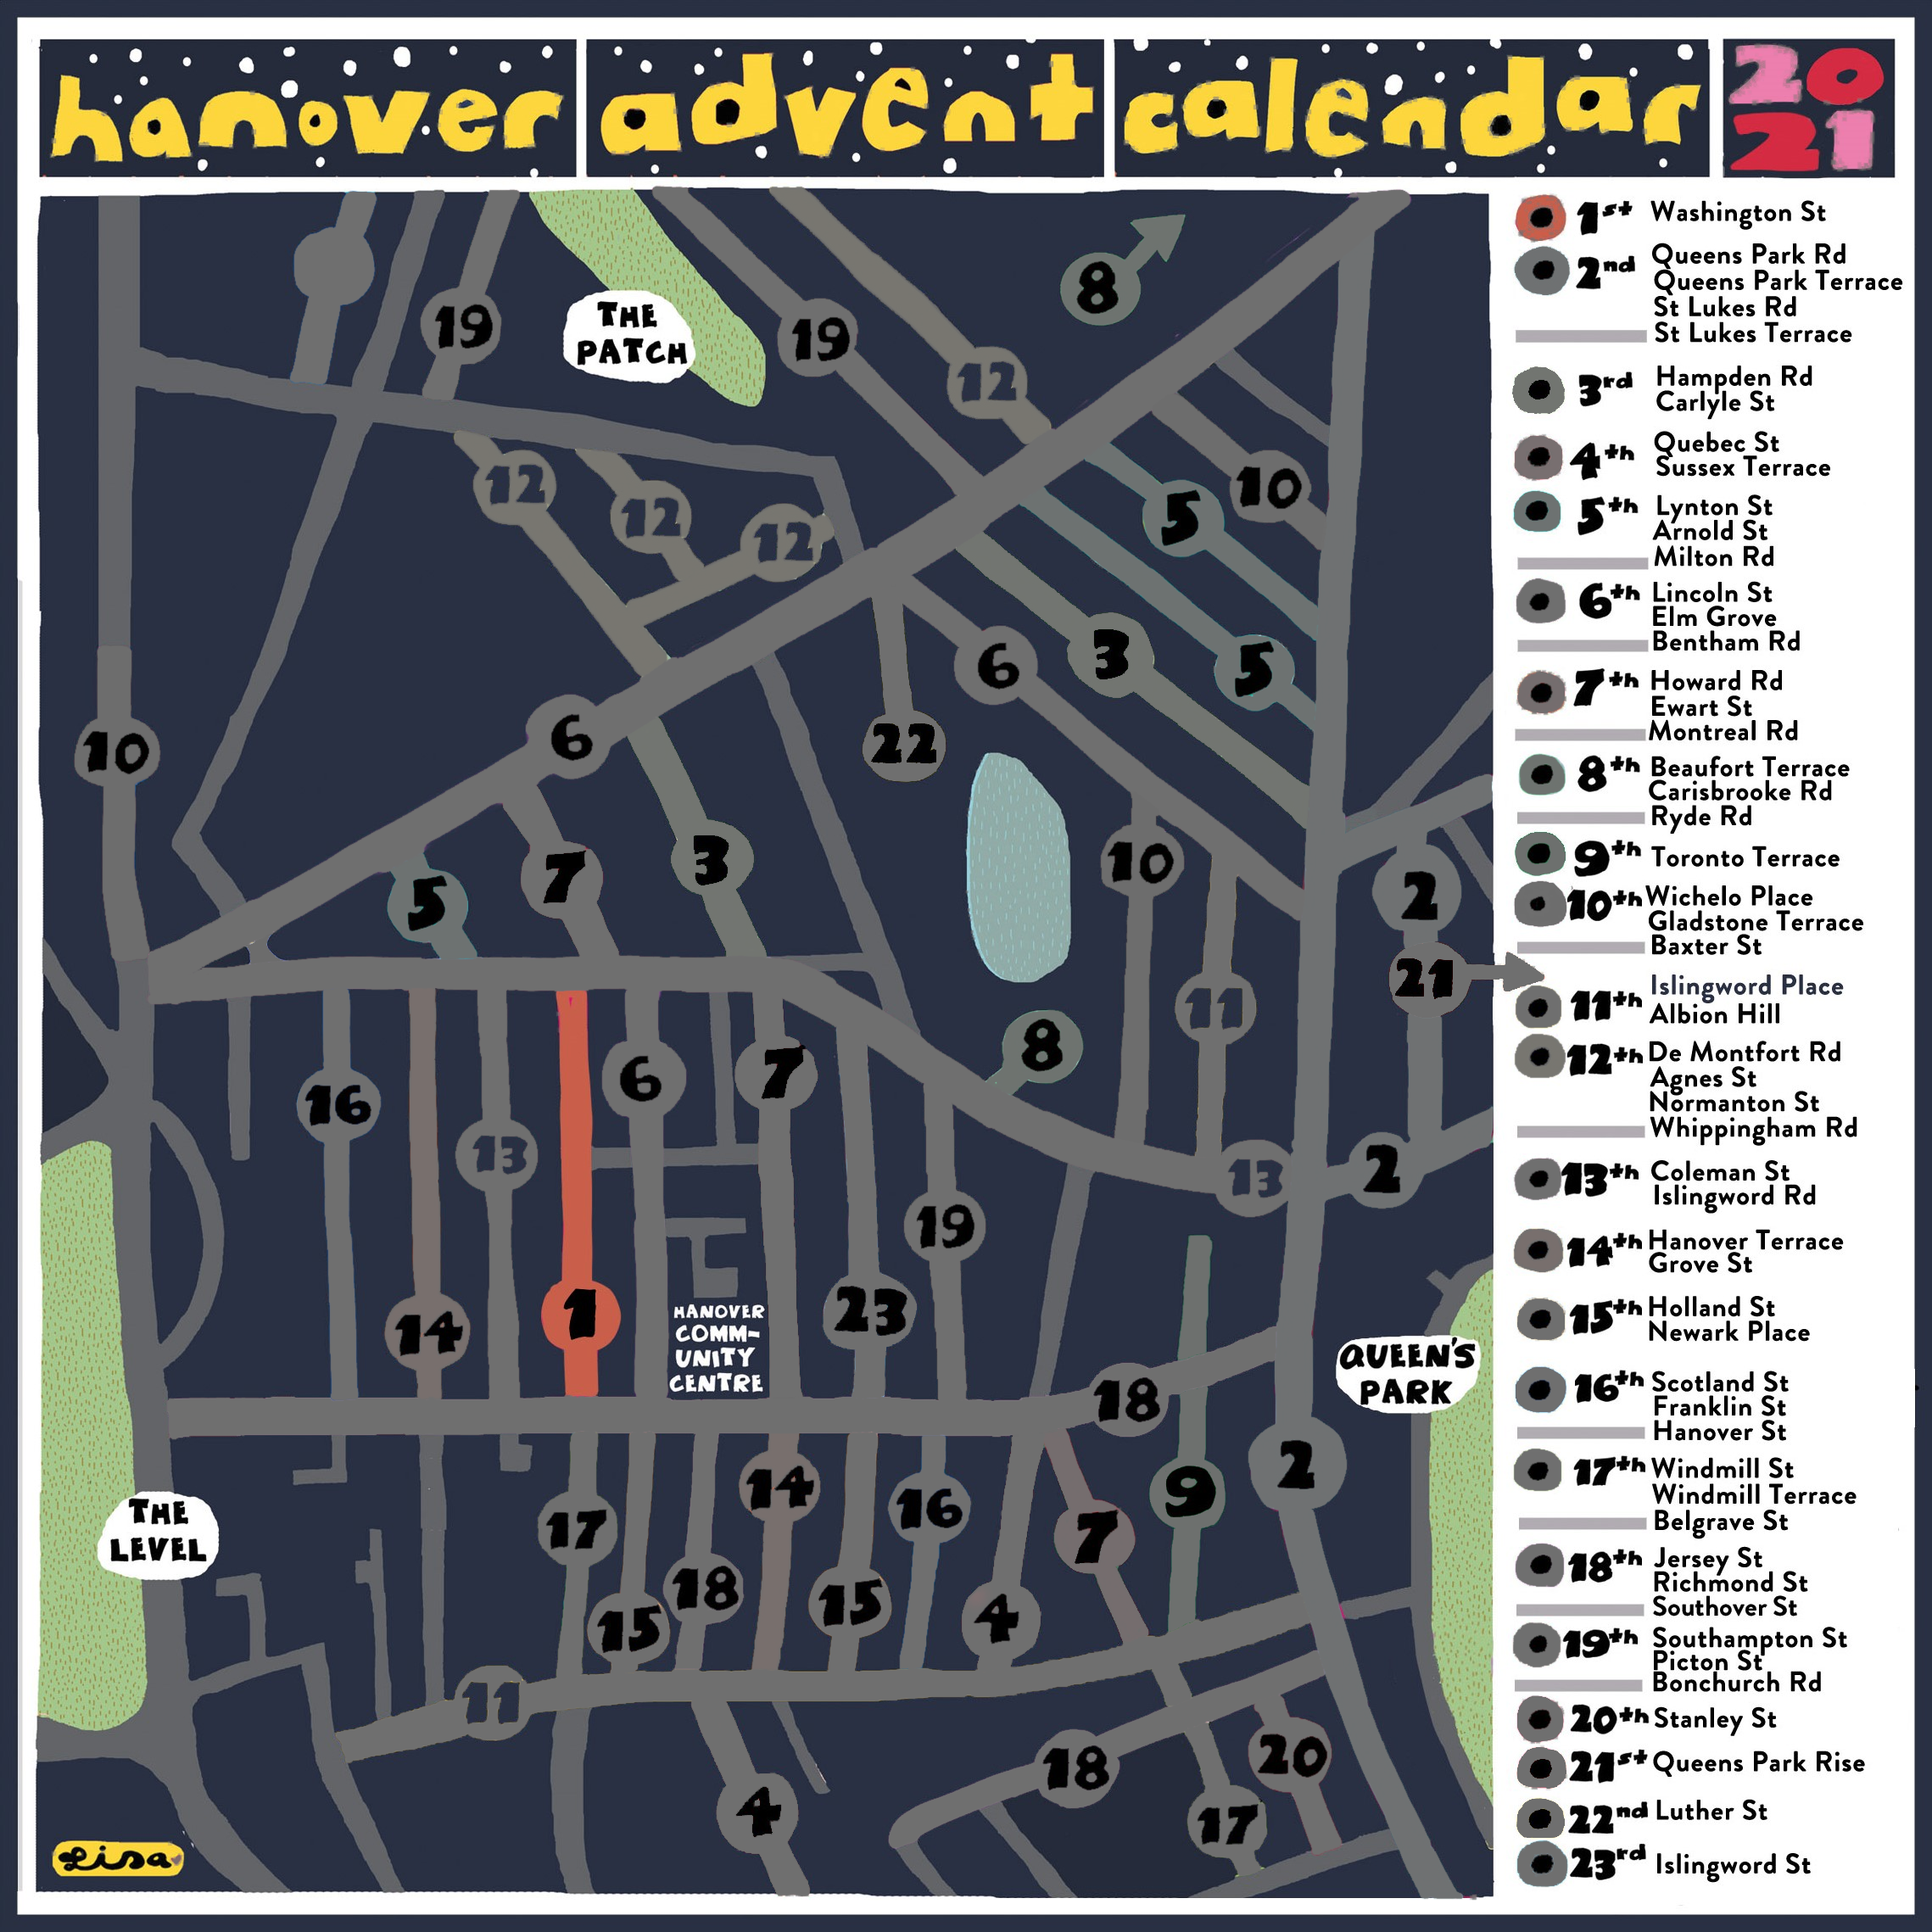 hanover advent calendar 20
21
1st Washington St
2nd Queens Park Rd
Queens Park Terrace
St Lukes Rd
St Lukes Terrace
3rd Hampden Rd
Carlyle St
4th Quebec St
Sussex Terrace
5th Lynton St
Arnold St
Milton Rd
6th Lincoln St
Elm Grove
Bentham Rd
7th Howard Rd
Ewart St
Montreal Rd
8th Beaufort Terrace
Carisbrooke Rd
Ryde Rd
9th Toronto Terrace
10th Wichelo Place
Gladstone Terrace
Baxter St
Islingword Place
11th Albion Hill
12th De Montfort Rd
Agnes St
Normanton St
Whippingham Rd
13th Coleman St
Islingword Rd
14th Hanover Terrace
Grove St
15th Holland St
Newark Place
16th Scotland St
Franklin St
Hanover St
17th Windmill St
Windmill Terrace
Belgrave St
18th Jersey St
Richmond St
Southover St
19th Southampton St
Picton St
Bonchurch Rd
20th Stanley St
21st Queens Park Rise
22nd Luther St
23rd Islingword St
8
19
THE
PATCH
19
12
12
12
12
5
10
6
3
5
6
22
10
5
7
3
10
2
21
11
8
16
6
7
13
13
2
19
14
1
23
HANOVER
COMM-
UNITY
CENTRE
QUEEN'S
PARK
18
2
14
9
16
17
7
THE
LEVEL
18
15
15
4
11
18
20
4
17
Lisa